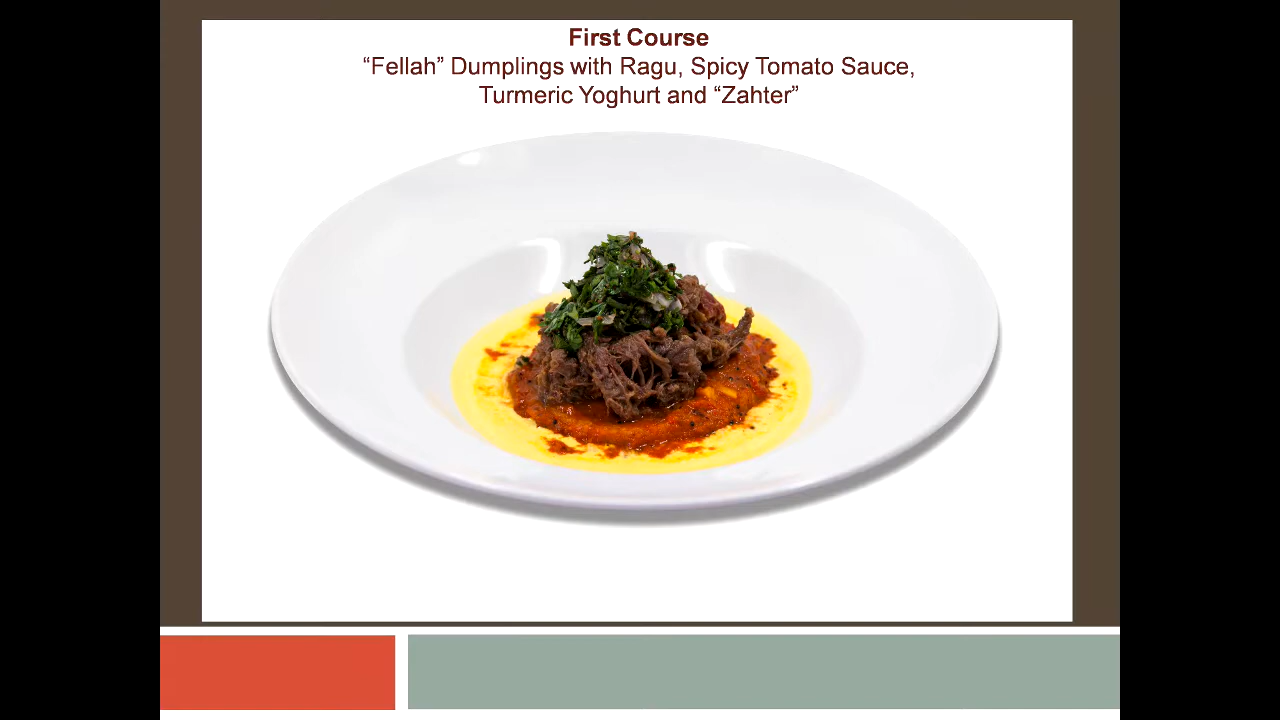 First Course
“Fellah” Dumplings with Ragu, Spicy Tomato Sauce,
Turmeric Yoghurt and “Zahter”